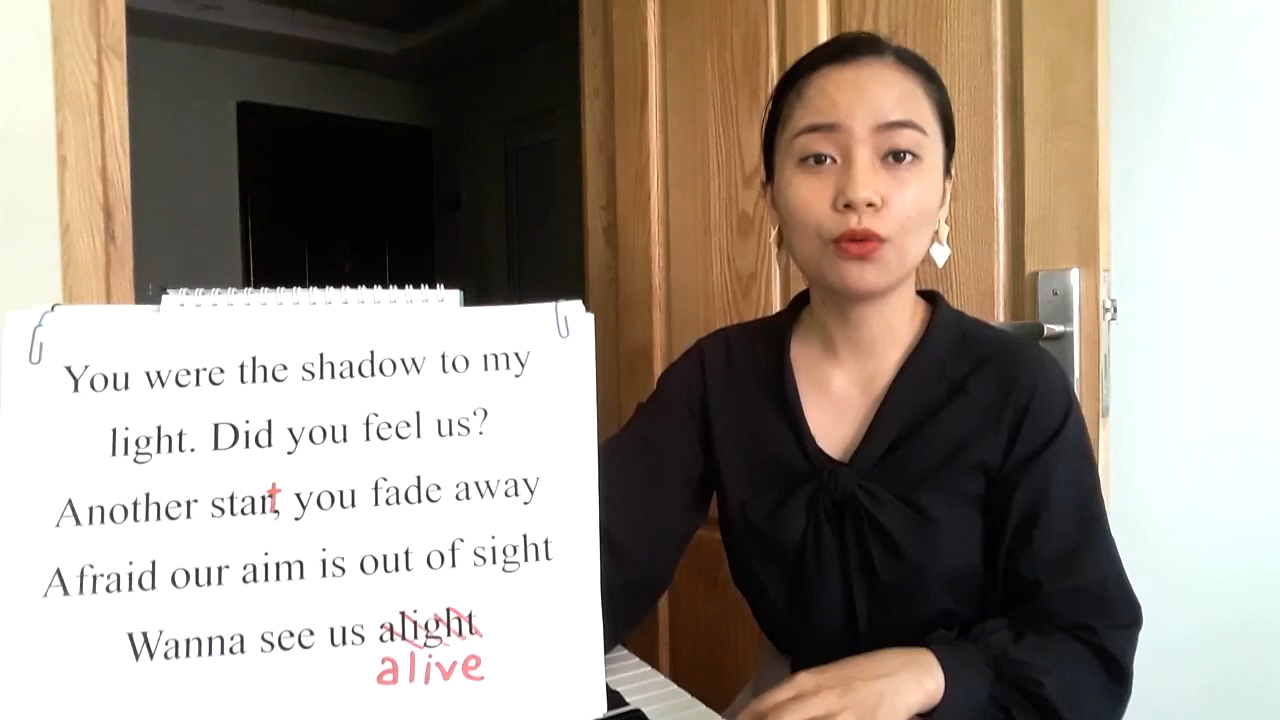 You were the shadow to my
light. Did you feel us?
Another start, you fade away
Afraid our aim is out of sight
Wanna see us alight
alive